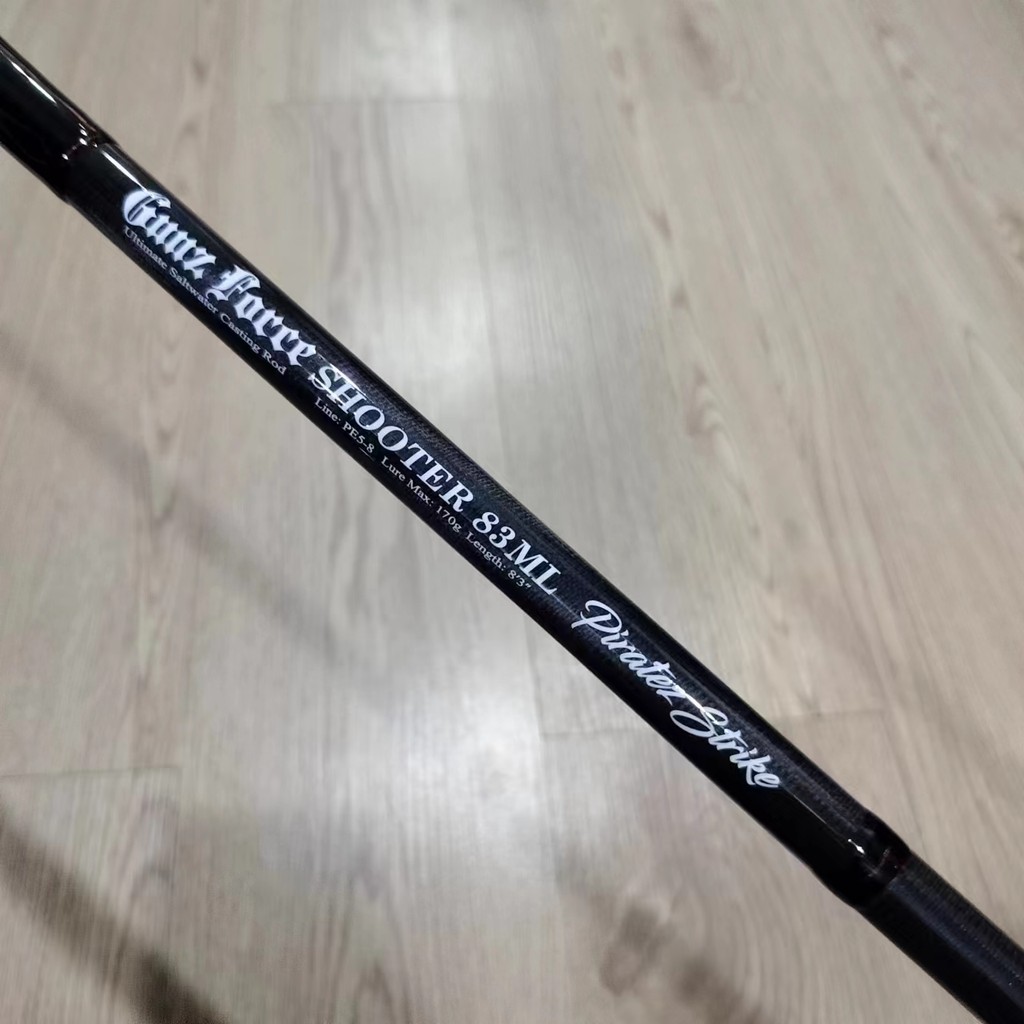 Gunz Force SHOOTER 83ML Piratez Strike
Ultimate Saltwater Casting Rod Line: PE5-8 Lure Max: 170g Length: 8'3"